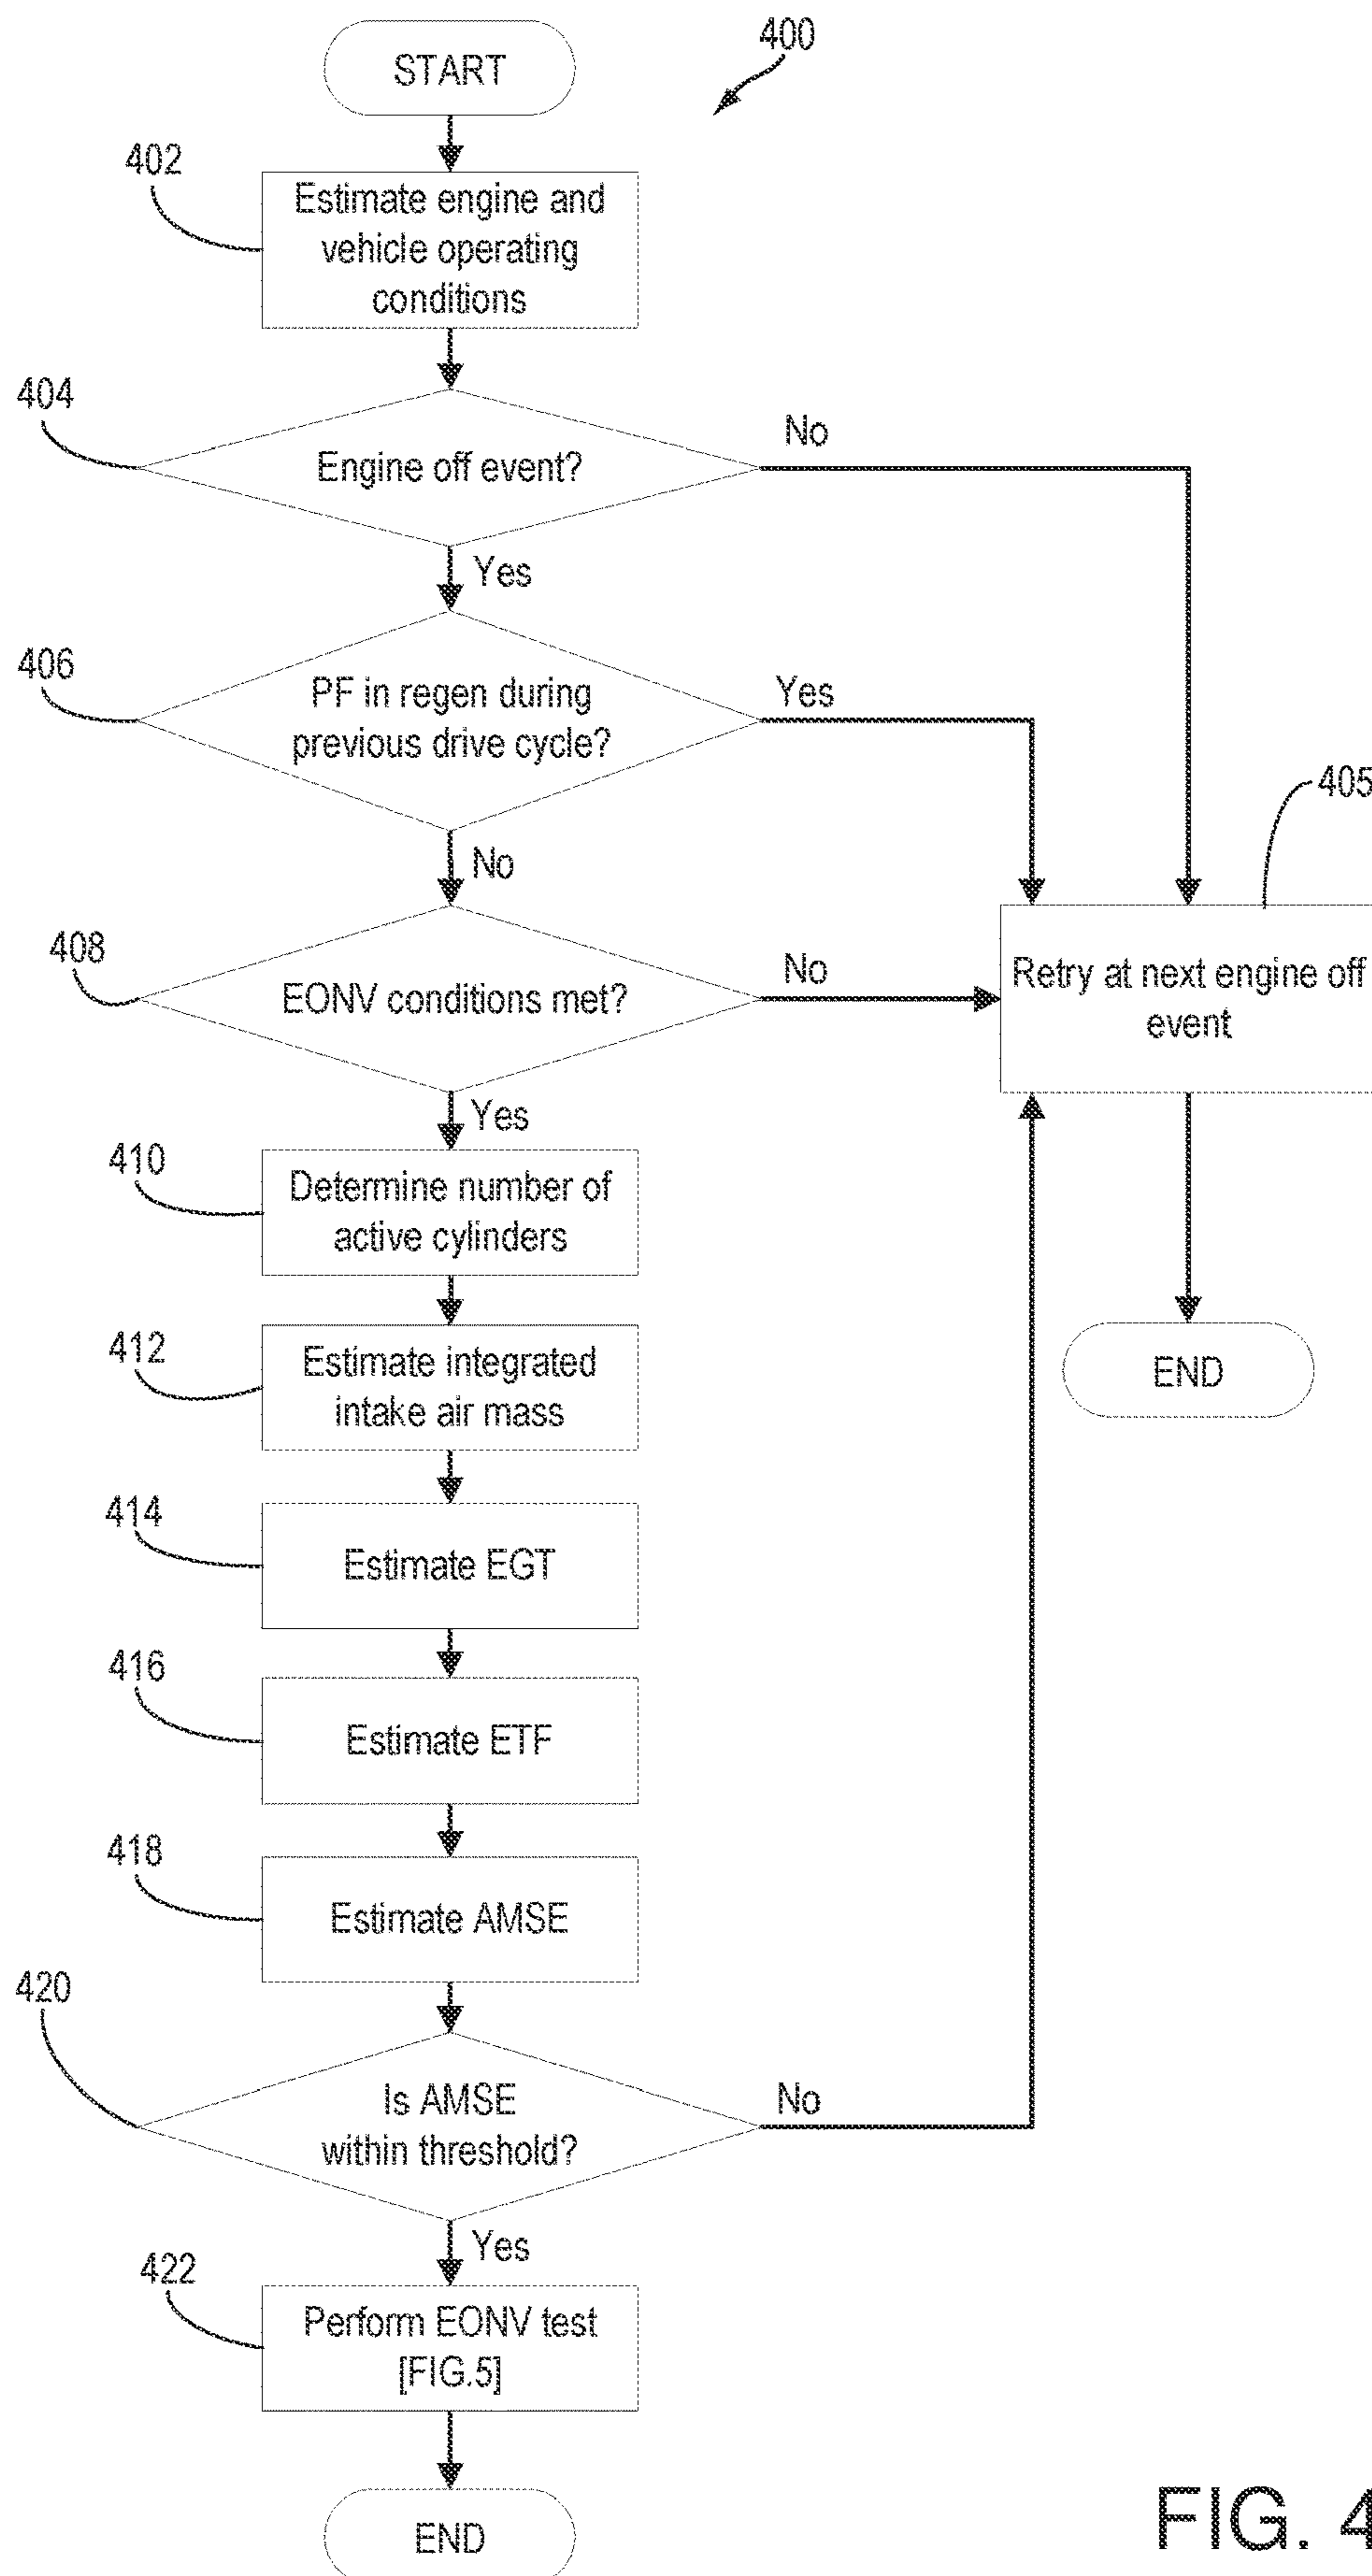 START
400
402
Estimate engine and
vehicle operating
conditions
404
Engine off event?
No
Yes
406
PF in regen during
previous drive cycle?
Yes
No
405
408
EONV conditions met?
No
Retry at next engine off
event
Yes
410
Determine number of
active cylinders
412
Estimate integrated
intake air mass
END
414
Estimate EGT
416
Estimate ETF
418
Estimate AMSE
420
Is AMSE
within threshold?
No
Yes
422
Perform EONV test
[FIG.5]
END
FIG. 4